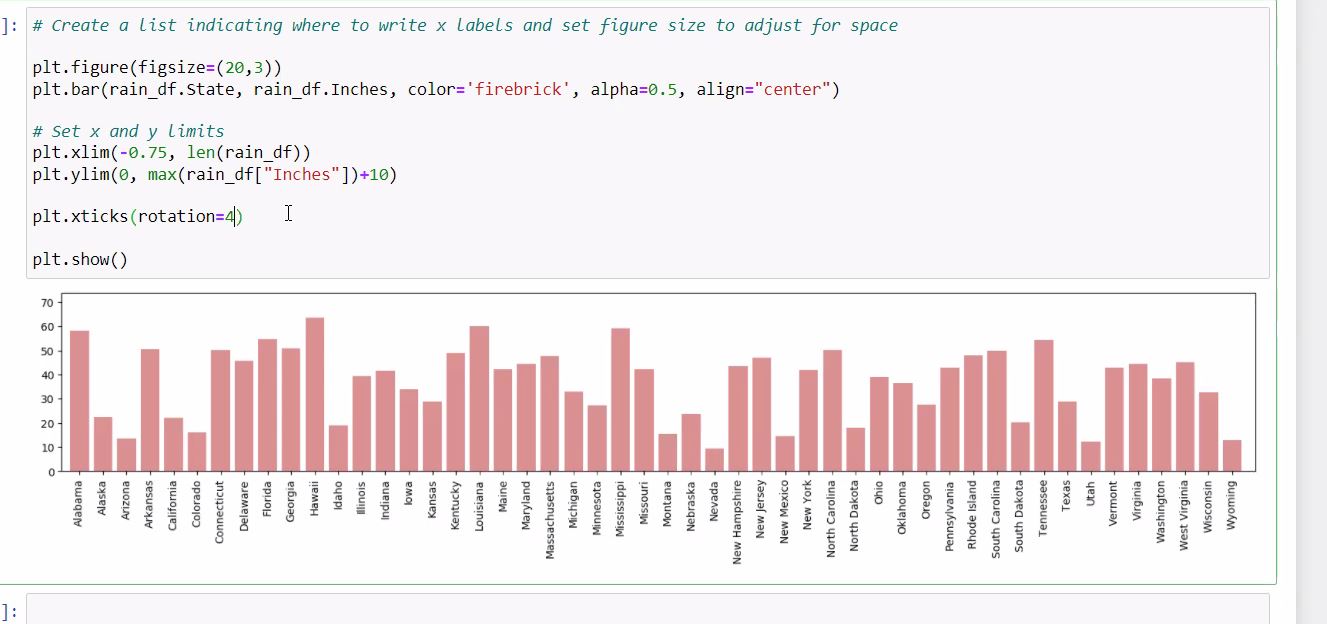 ]:
# Create a list indicating where to write x labels and set figure size to adjust for space
plt.figure(figsize=(20,3))
plt.bar(rain_df.State, rain_df.Inches, color='firebrick', alpha=0.5, align="center")
# Set x and y limits
plt.xlim(-0.75, len(rain_df))
plt.ylim(0, max(rain_df["Inches"])+10)
plt.xticks(rotation=4)
plt.show()
70
60
50
40
30
20
10
0
Alabama
Alaska
Arizona
Arkansas
California
Colorado
Connecticut
Delaware
Florida
Georgia
Hawaii
Idaho
Illinois
Indiana
Iowa
Kansas
Kentucky
Louisiana
Maine
Maryland
Massachusetts
Michigan
Minnesota
Mississippi
Missouri
Montana
Nebraska
Nevada
New Hampshire
New Jersey
New Mexico
New York
North Carolina
North Dakota
Ohio
Oklahoma
Oregon
Pennsylvania
Rhode Island
South Carolina
South Dakota
Tennessee
Texas
Utah
Vermont
Virginia
Washington
West Virginia
Wisconsin
Wyoming
]: